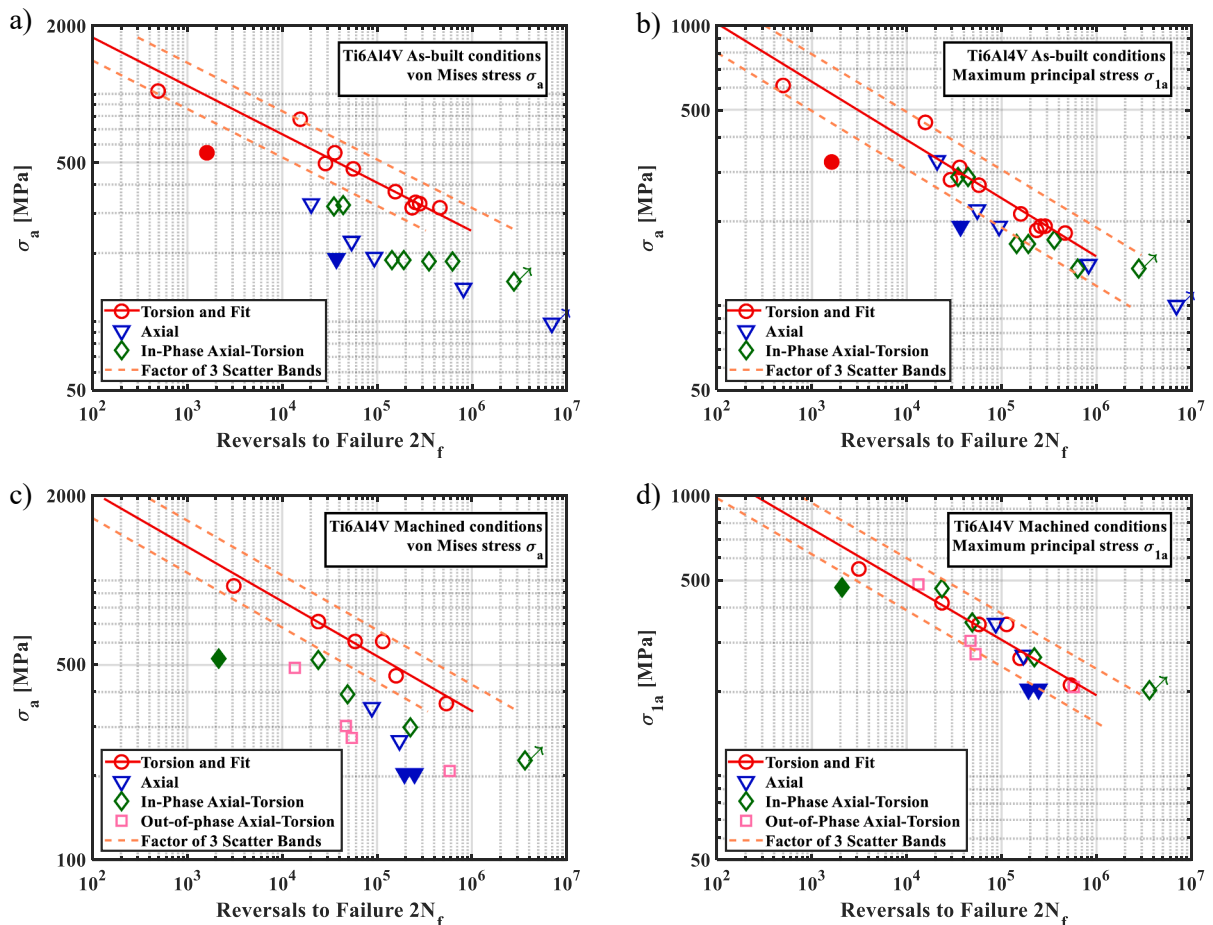 a)
2000
500
50
σa [MPa]
Ti6Al4V As-built conditions
von Mises stress σa
Torsion and Fit
Axial
In-Phase Axial-Torsion
Factor of 3 Scatter Bands
10^2 10^3 10^4 10^5 10^6 10^7
Reversals to Failure 2Nf
b)
1000
500
50
σa [MPa]
Ti6Al4V As-built conditions
Maximum principal stress σ1a
Torsion and Fit
Axial
In-Phase Axial-Torsion
Factor of 3 Scatter Bands
10^2 10^3 10^4 10^5 10^6 10^7
Reversals to Failure 2Nf
c)
2000
500
100
σa [MPa]
Ti6Al4V Machined conditions
von Mises stress σa
Torsion and Fit
Axial
In-Phase Axial-Torsion
Out-of-phase Axial-Torsion
Factor of 3 Scatter Bands
10^2 10^3 10^4 10^5 10^6 10^7
Reversals to Failure 2Nf
d)
1000
500
50
σ1a [MPa]
Ti6Al4V Machined conditions
Maximum principal stress σ1a
Torsion and Fit
Axial
In-Phase Axial-Torsion
Out-of-Phase Axial-Torsion
Factor of 3 Scatter Bands
10^2 10^3 10^4 10^5 10^6 10^7
Reversals to Failure 2Nf